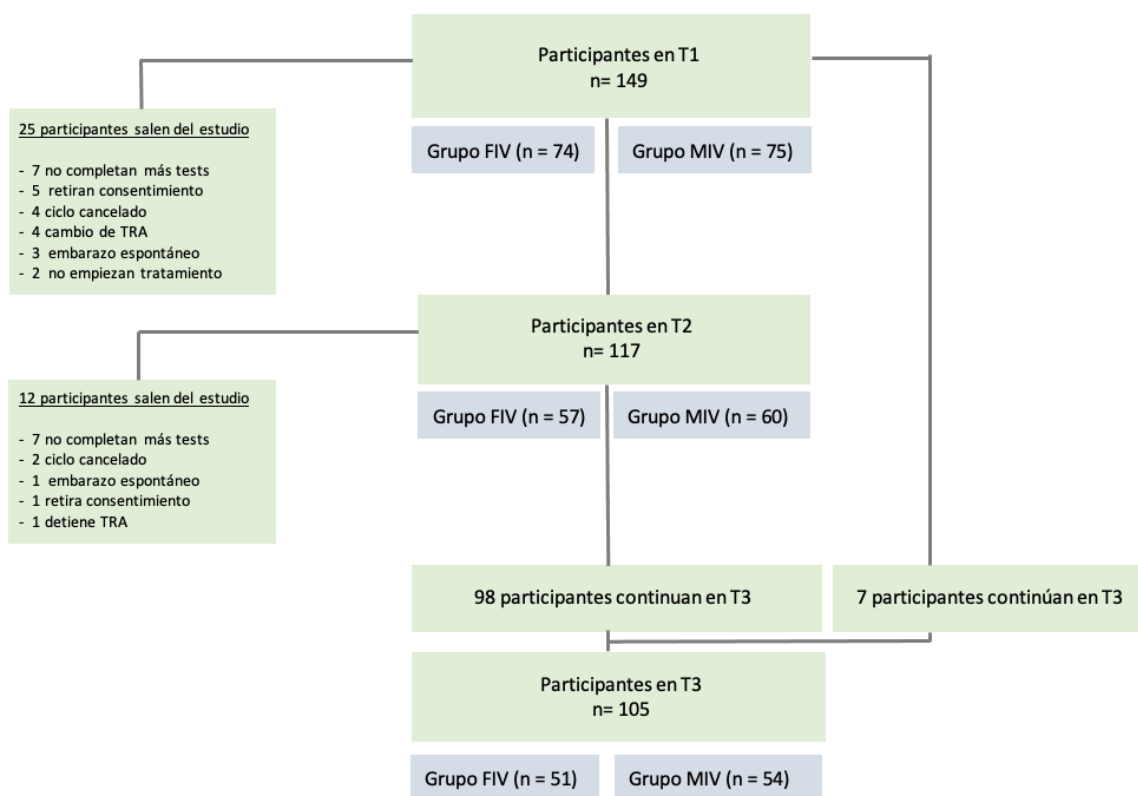 Participantes en T1
n= 149
25 participantes salen del estudio
- 7 no completan más tests
- 5 retiran consentimiento
- 4 ciclo cancelado
- 4 cambio de TRA
- 3 embarazo espontáneo
- 2 no empiezan tratamiento
Grupo FIV (n = 74)
Grupo MIV (n = 75)
Participantes en T2
n= 117
12 participantes salen del estudio
- 7 no completan más tests
- 2 ciclo cancelado
- 1 embarazo espontáneo
- 1 retira consentimiento
- 1 detiene TRA
Grupo FIV (n = 57)
Grupo MIV (n = 60)
98 participantes continuan en T3
7 participantes continúan en T3
Participantes en T3
n= 105
Grupo FIV (n = 51)
Grupo MIV (n = 54)